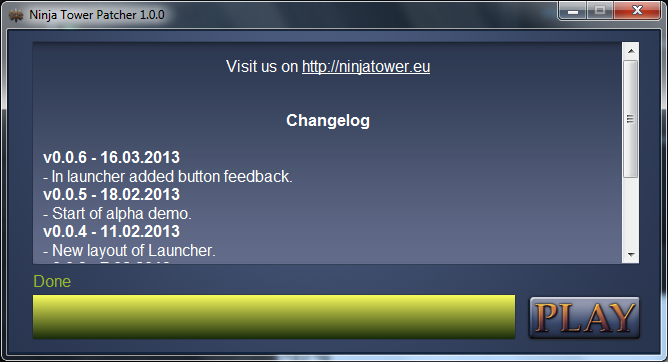 Ninja Tower Patcher 1.0.0
Visit us on http://ninjatower.eu
Changelog
v0.0.6 - 16.03.2013
- In launcher added button feedback.
v0.0.5 - 18.02.2013
- Start of alpha demo.
v0.0.4 - 11.02.2013
- New layout of Launcher.
Done
PLAY